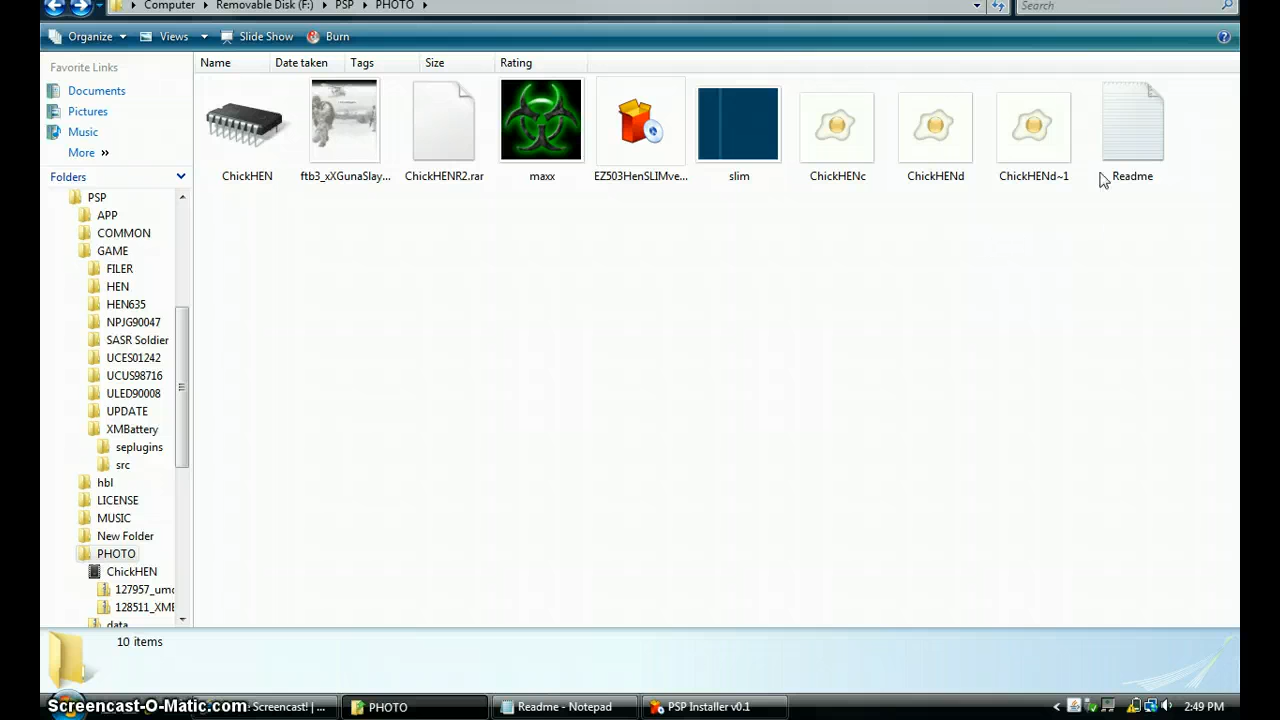 Computer ▸ Removable Disk (F:) ▸ PSP ▸ PHOTO ▸
Search
Organize Views Slide Show Burn
Favorite Links
Documents
Pictures
Music
More »
Folders
PSP
APP
COMMON
GAME
FILER
HEN
HEN635
NPJG90047
SASR Soldier
UCES01242
UCUS98716
ULED90008
UPDATE
XMBattery
seplugins
src
hbl
LICENSE
MUSIC
New Folder
PHOTO
ChickHEN
127957_umd
128511_XME
data
Name Date taken Tags Size Rating
ChickHEN ftb3_xXGunaSlay... ChickHENR2.rar maxx EZ503HenSLIMve... slim ChickHENc ChickHENd ChickHENd~1 Readme
10 items
Screencast-O-Matic.com
Screencast! | ... PHOTO Readme - Notepad PSP Installer v0.1 2:49 PM